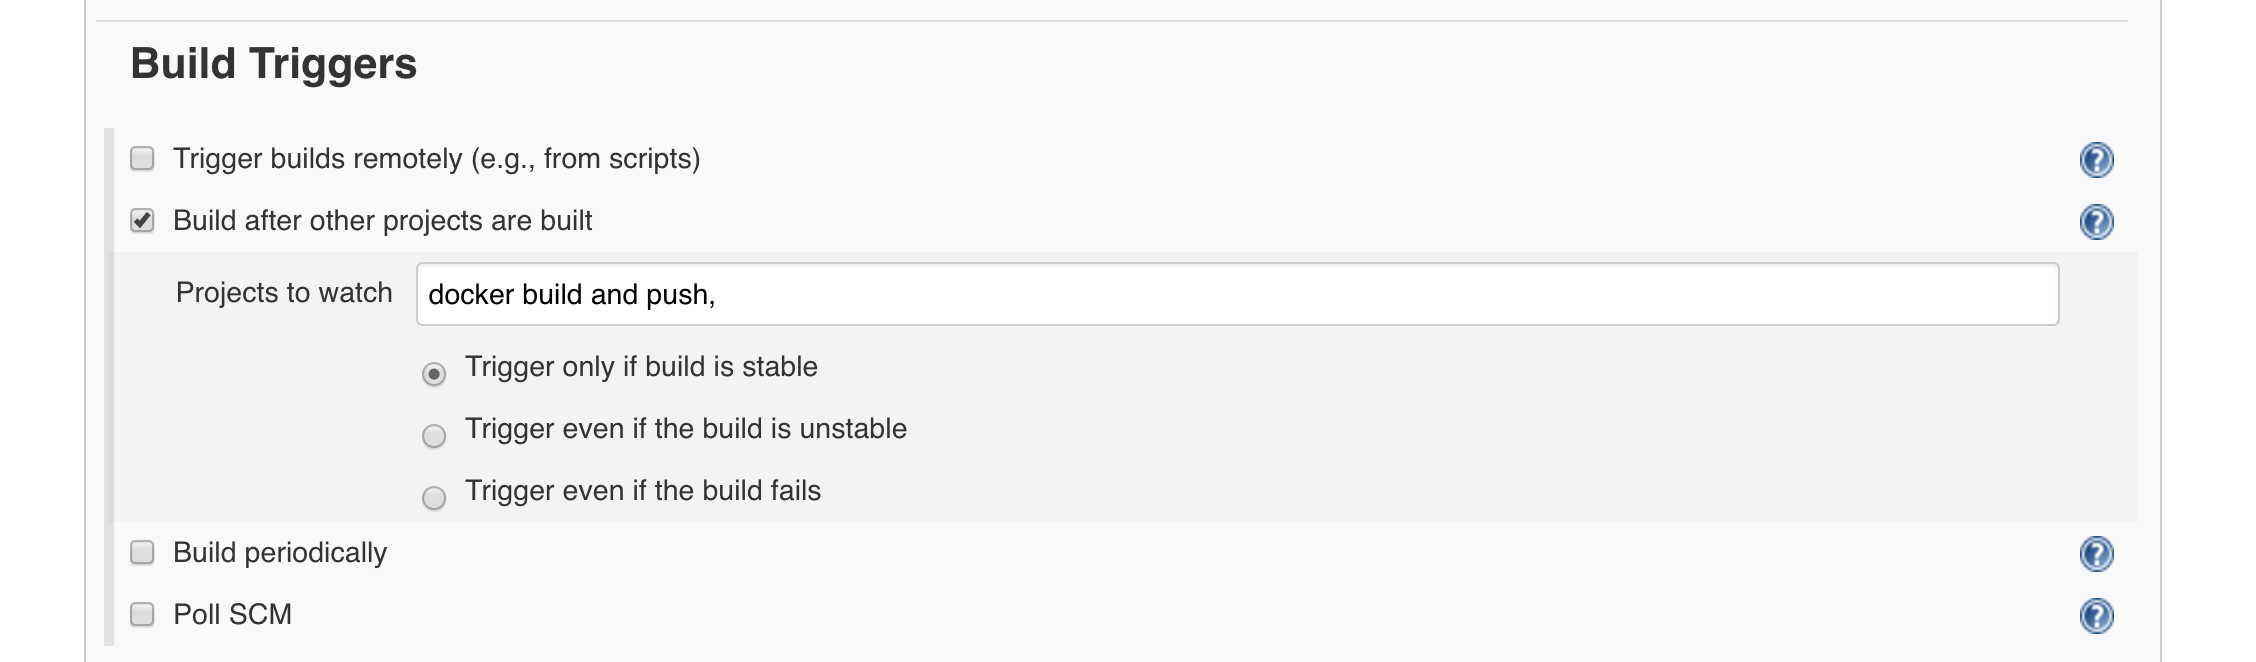 Build Triggers
Trigger builds remotely (e.g., from scripts)
Build after other projects are built
Projects to watch docker build and push,
Trigger only if build is stable
Trigger even if the build is unstable
Trigger even if the build fails
Build periodically
Poll SCM